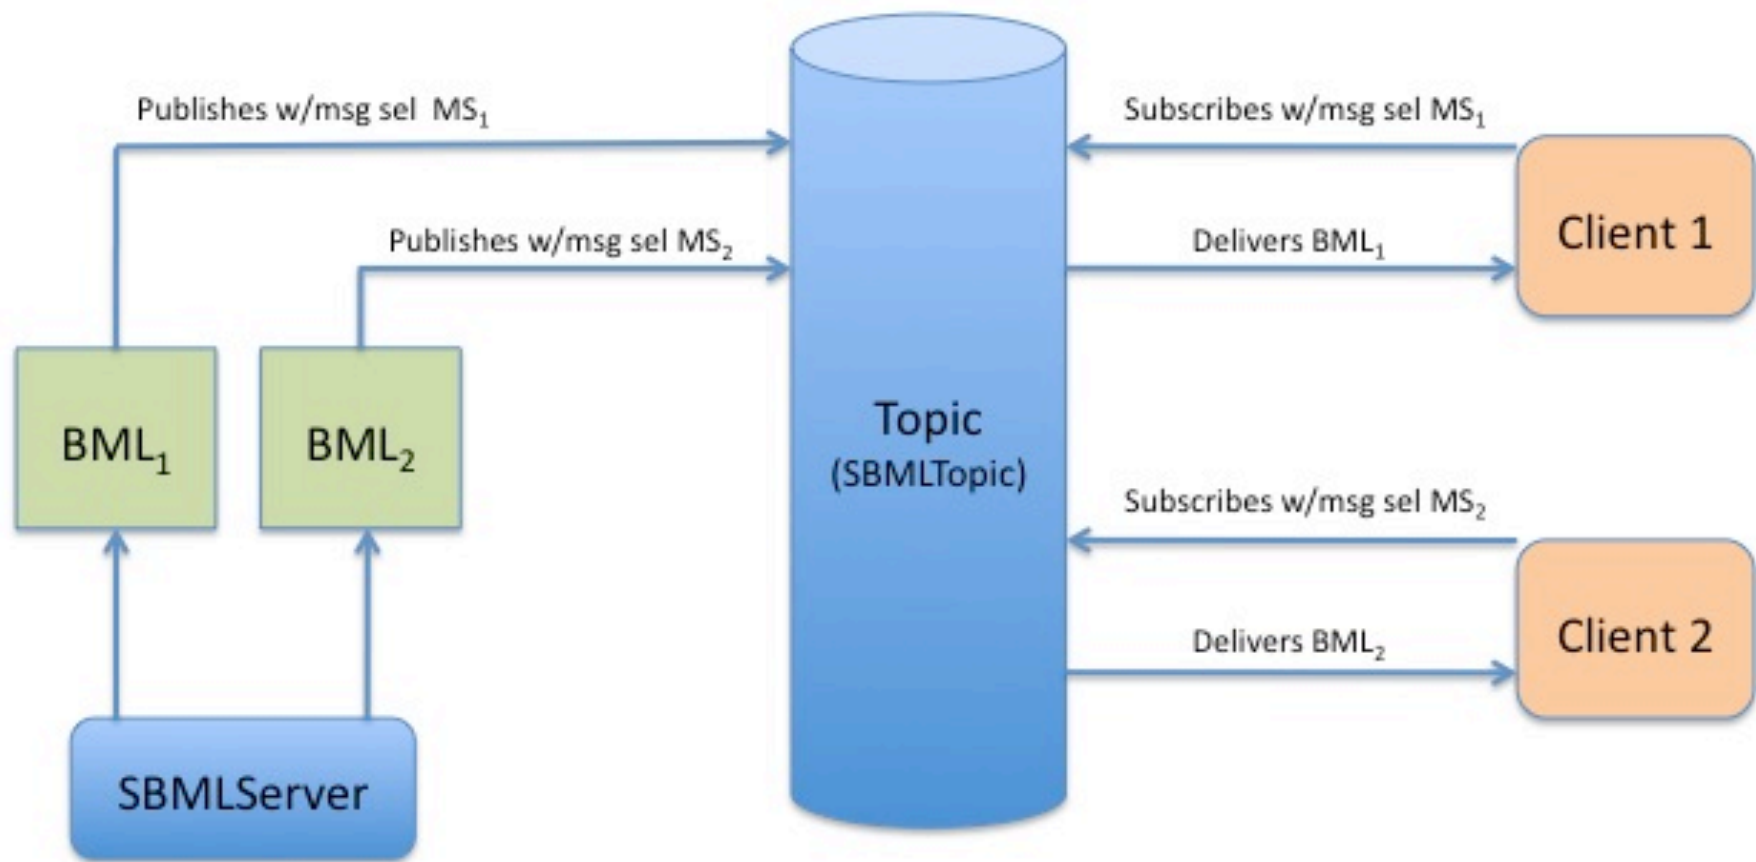 Publishes w/msg sel MS₁
Subscribes w/msg sel MS₁
Client 1
Publishes w/msg sel MS₂
Delivers BML₁
BML₁
BML₂
Topic
(SBMLTopic)
Subscribes w/msg sel MS₂
Client 2
Delivers BML₂
SBMLServer